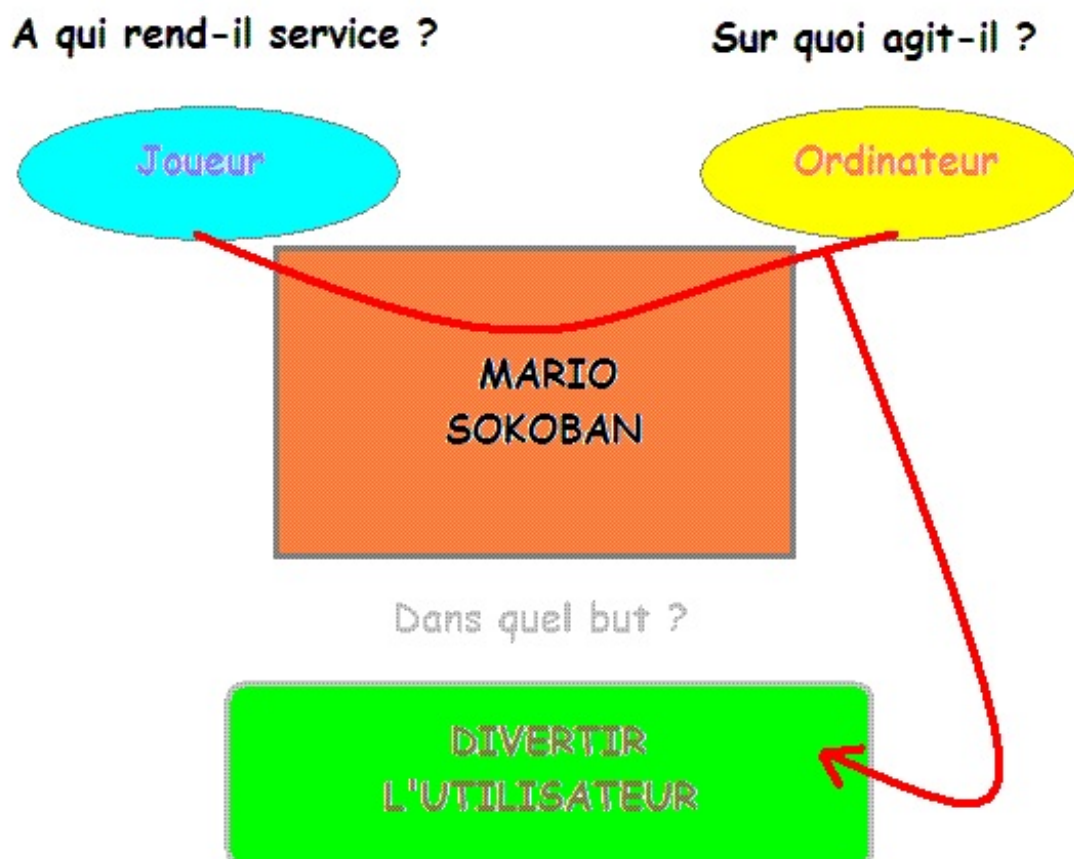 A qui rend-il service ?
Sur quoi agit-il ?
Joueur
Ordinateur
MARIO
SOKOBAN
Dans quel but ?
DIVERTIR
L'UTILISATEUR